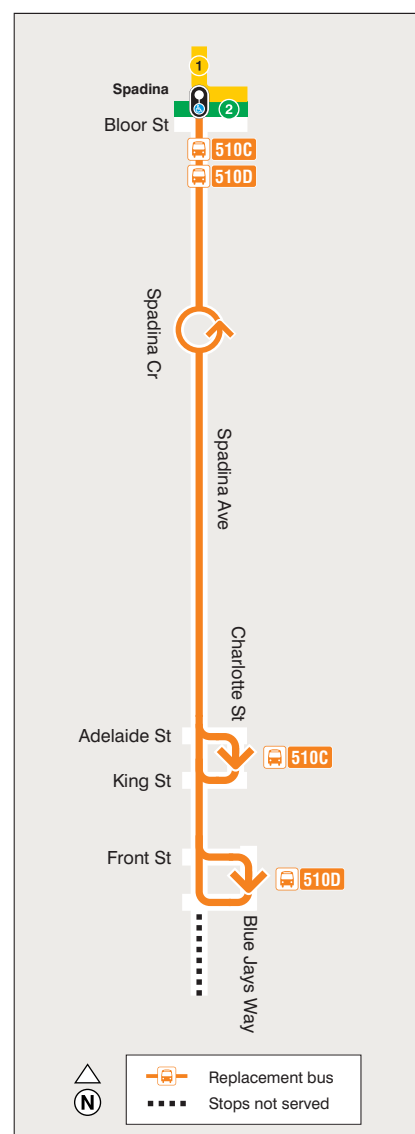 1
Spadina
2
Bloor St
510C
510D
Spadina Cr
Spadina Ave
Charlotte St
Adelaide St
510C
King St
Front St
510D
Blue Jays Way
N
Replacement bus
Stops not served